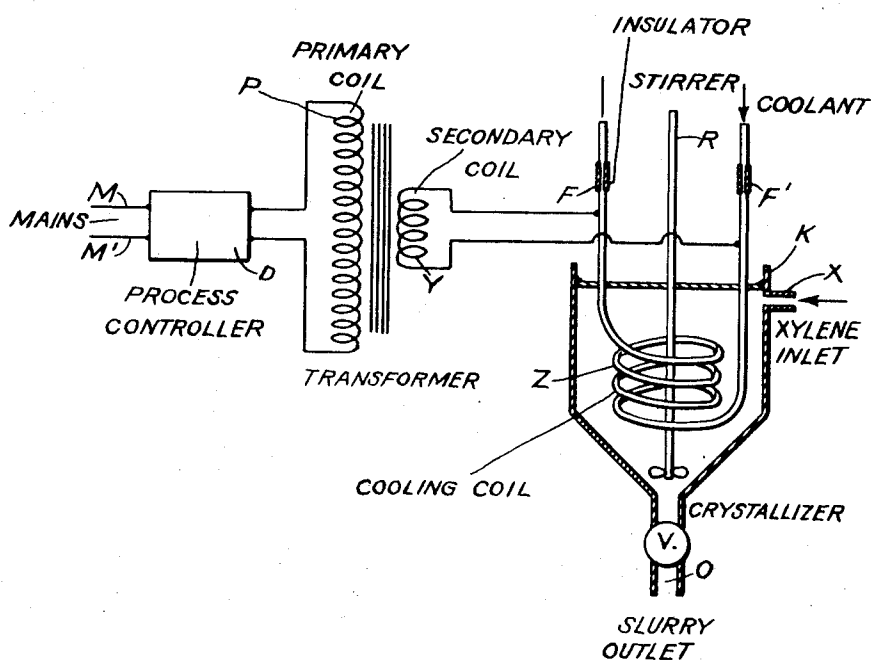 INSULATOR
PRIMARY
COIL
P
STIRRER
COOLANT
R
SECONDARY
COIL
F
F'
M
MAINS
M'
D
Y
K
X
PROCESS
CONTROLLER
XYLENE
INLET
TRANSFORMER
Z
COOLING COIL
CRYSTALLIZER
V.
O
SLURRY
OUTLET